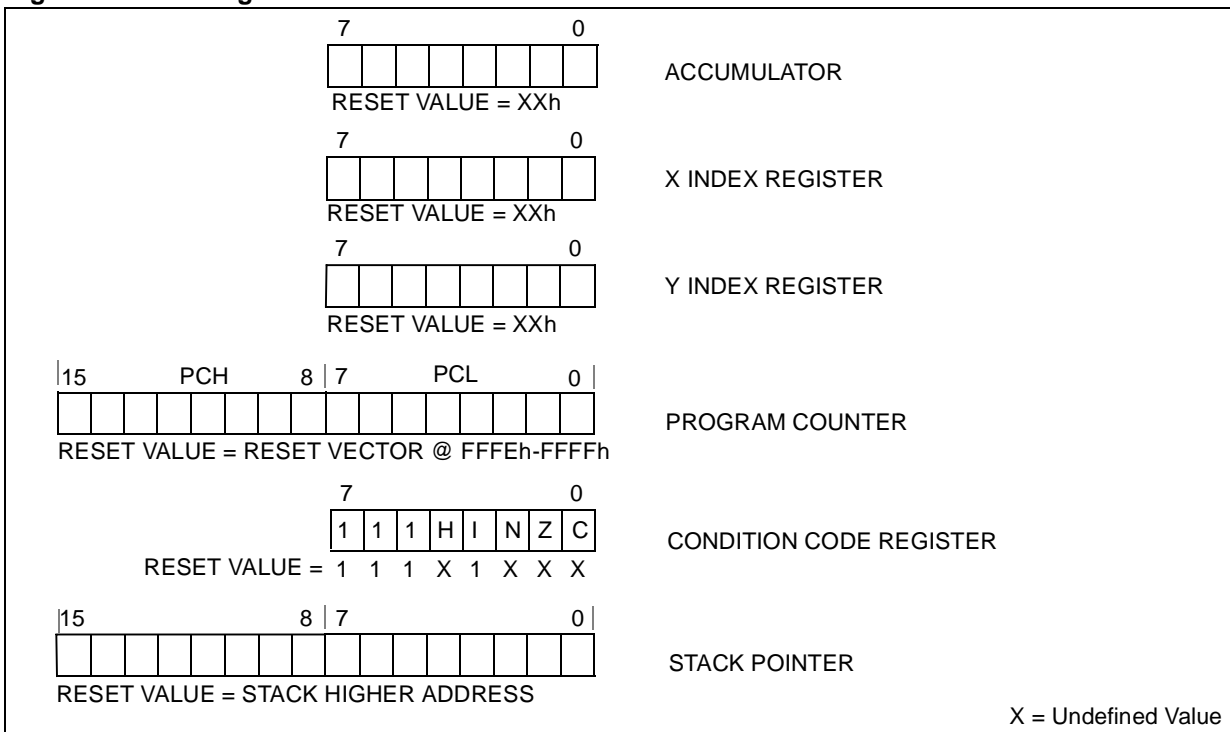 7 0
ACCUMULATOR
RESET VALUE = XXh
7 0
X INDEX REGISTER
RESET VALUE = XXh
7 0
Y INDEX REGISTER
RESET VALUE = XXh
15 PCH 8 7 PCL 0
PROGRAM COUNTER
RESET VALUE = RESET VECTOR @ FFFEh-FFFFh
7 0
1 1 1 H I N Z C
CONDITION CODE REGISTER
RESET VALUE = 1 1 1 X 1 X X X
15 8 7 0
STACK POINTER
RESET VALUE = STACK HIGHER ADDRESS
X = Undefined Value